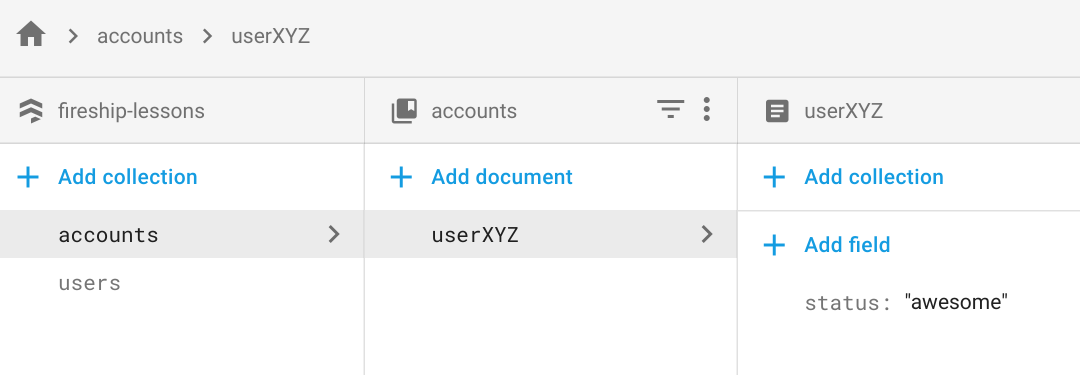 accounts userXYZ
fireship-lessons
accounts
userXYZ
Add collection
Add document
Add collection
accounts
userXYZ
Add field
users
status: "awesome"